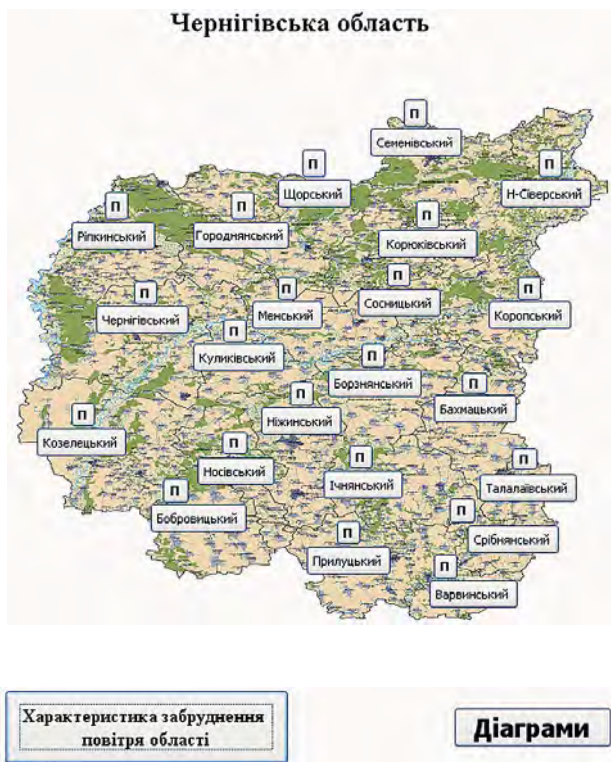 Чернігівська область
П
Семенівський
П
Щорський
П
Н-Сіверський
П
Ріпкинський
П
Городнянський
П
Корюківський
П
Чернігівський
П
Менський
П
Сосницький
П
Коропський
П
Куликівський
П
Борзнянський
П
Бахмацький
П
Ніжинський
П
Козелецький
П
Носівський
П
Ічнянський
П
Талалаївський
П
Бобровицький
П
Срібнянський
П
Прилуцький
П
Варвинський
Характеристика забруднення
повітря області
Діаграми